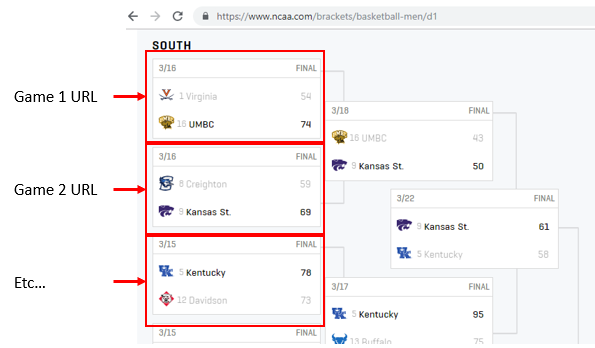 https://www.ncaa.com/brackets/basketball-men/d1
SOUTH
Game 1 URL
3/16 FINAL
1 Virginia 54
16 UMBC 74
Game 2 URL
3/16 FINAL
8 Creighton 59
9 Kansas St. 69
Etc...
3/15 FINAL
5 Kentucky 78
12 Davidson 73
3/15 FINAL
3/18 FINAL
16 UMBC 43
9 Kansas St. 50
3/17 FINAL
5 Kentucky 95
13 Buffalo 75
3/22 FINAL
9 Kansas St. 61
5 Kentucky 58